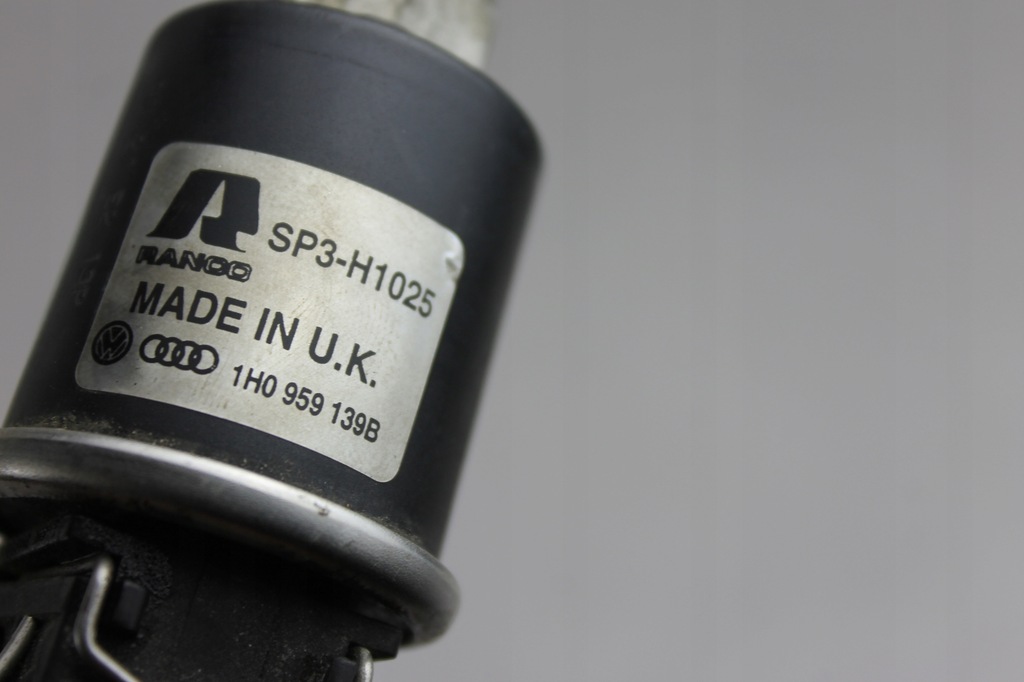 RANCO
SP3-H1025
MADE IN U.K.
1H0 959 139B